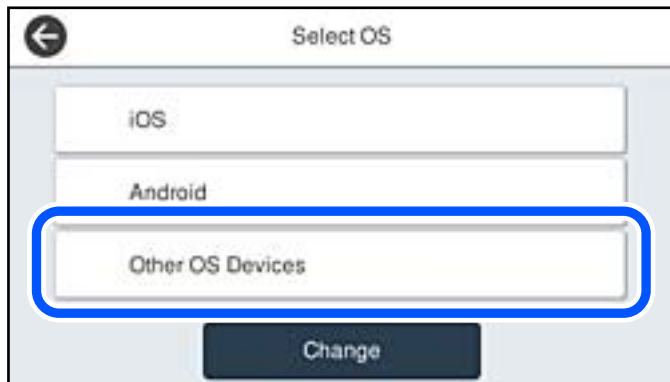 Select OS
iOS
Android
Other OS Devices
Change